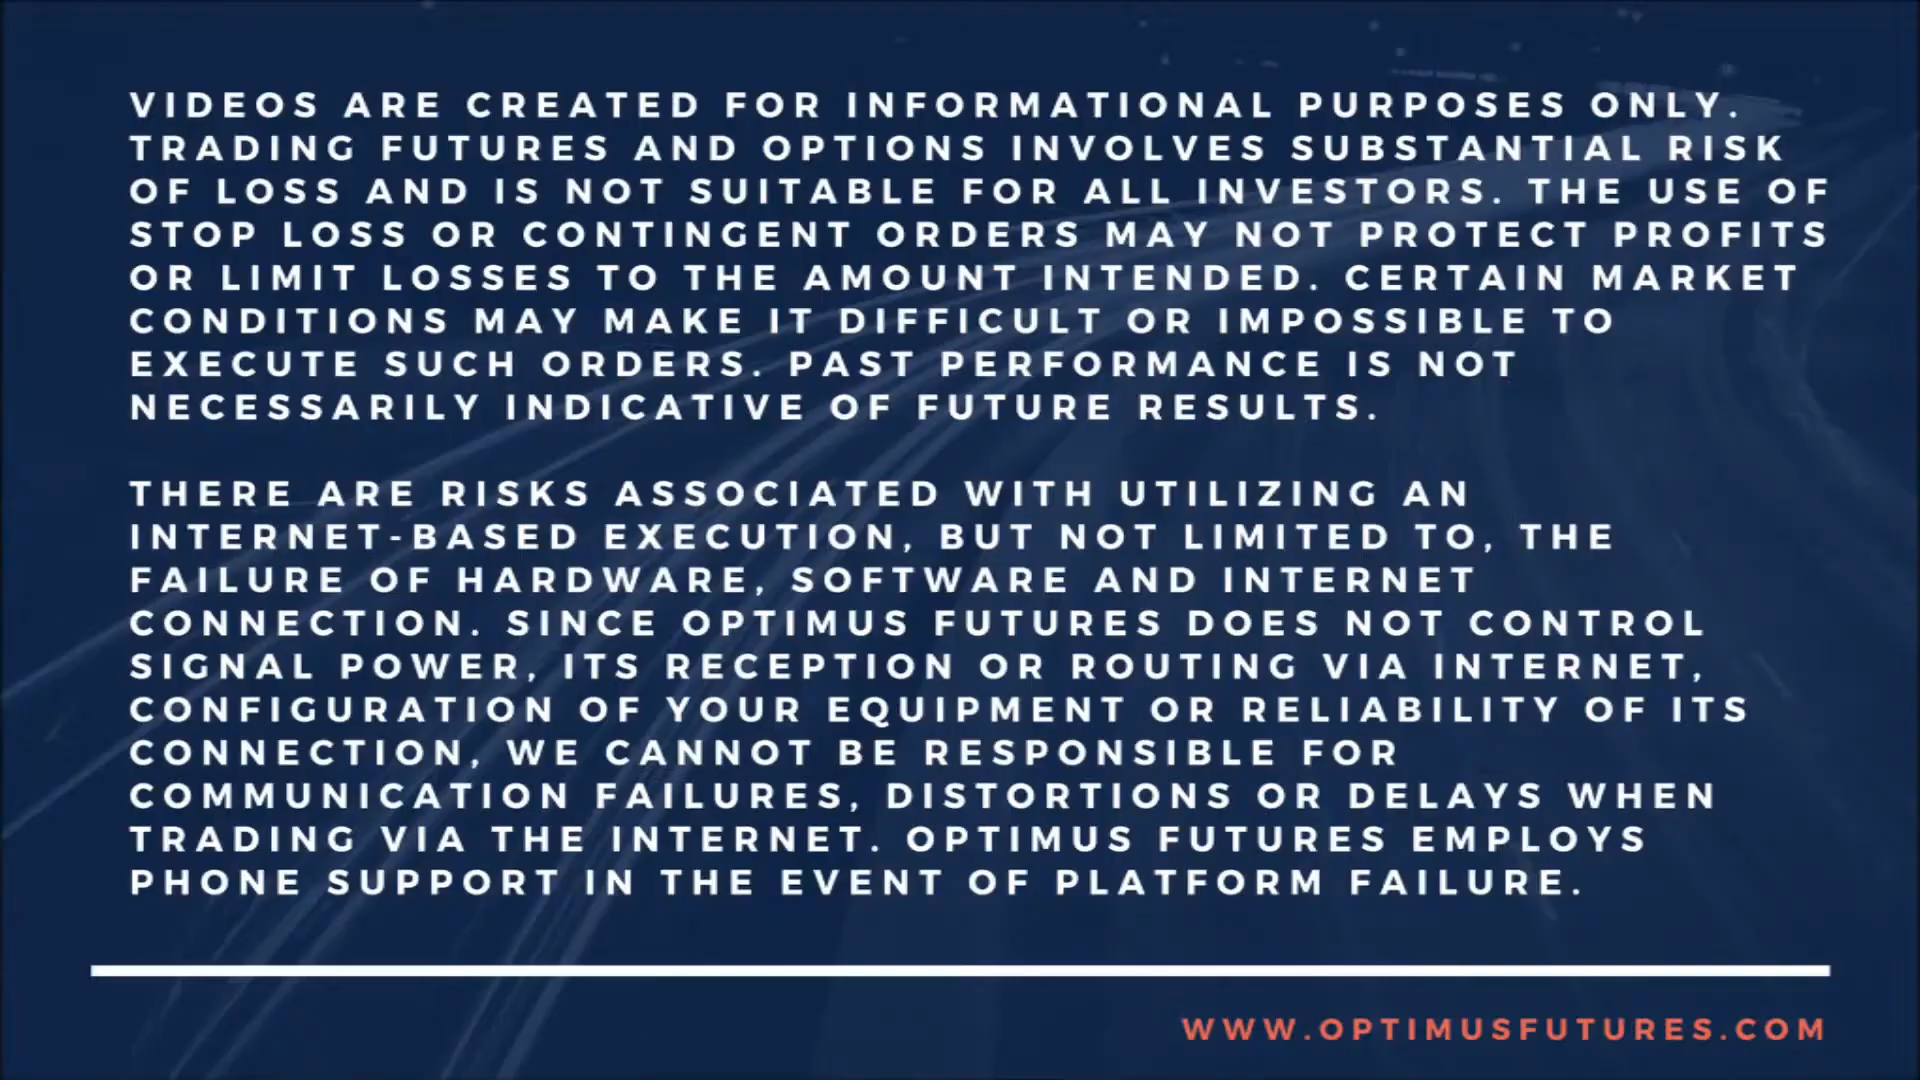 VIDEOS ARE CREATED FOR INFORMATIONAL PURPOSES ONLY.
TRADING FUTURES AND OPTIONS INVOLVES SUBSTANTIAL RISK
OF LOSS AND IS NOT SUITABLE FOR ALL INVESTORS. THE USE OF
STOP LOSS OR CONTINGENT ORDERS MAY NOT PROTECT PROFITS
OR LIMIT LOSSES TO THE AMOUNT INTENDED. CERTAIN MARKET
CONDITIONS MAY MAKE IT DIFFICULT OR IMPOSSIBLE TO
EXECUTE SUCH ORDERS. PAST PERFORMANCE IS NOT
NECESSARILY INDICATIVE OF FUTURE RESULTS.
THERE ARE RISKS ASSOCIATED WITH UTILIZING AN
INTERNET-BASED EXECUTION, BUT NOT LIMITED TO, THE
FAILURE OF HARDWARE, SOFTWARE AND INTERNET
CONNECTION. SINCE OPTIMUS FUTURES DOES NOT CONTROL
SIGNAL POWER, ITS RECEPTION OR ROUTING VIA INTERNET,
CONFIGURATION OF YOUR EQUIPMENT OR RELIABILITY OF ITS
CONNECTION, WE CANNOT BE RESPONSIBLE FOR
COMMUNICATION FAILURES, DISTORTIONS OR DELAYS WHEN
TRADING VIA THE INTERNET. OPTIMUS FUTURES EMPLOYS
PHONE SUPPORT IN THE EVENT OF PLATFORM FAILURE.
WWW.OPTIMUSFUTURES.COM